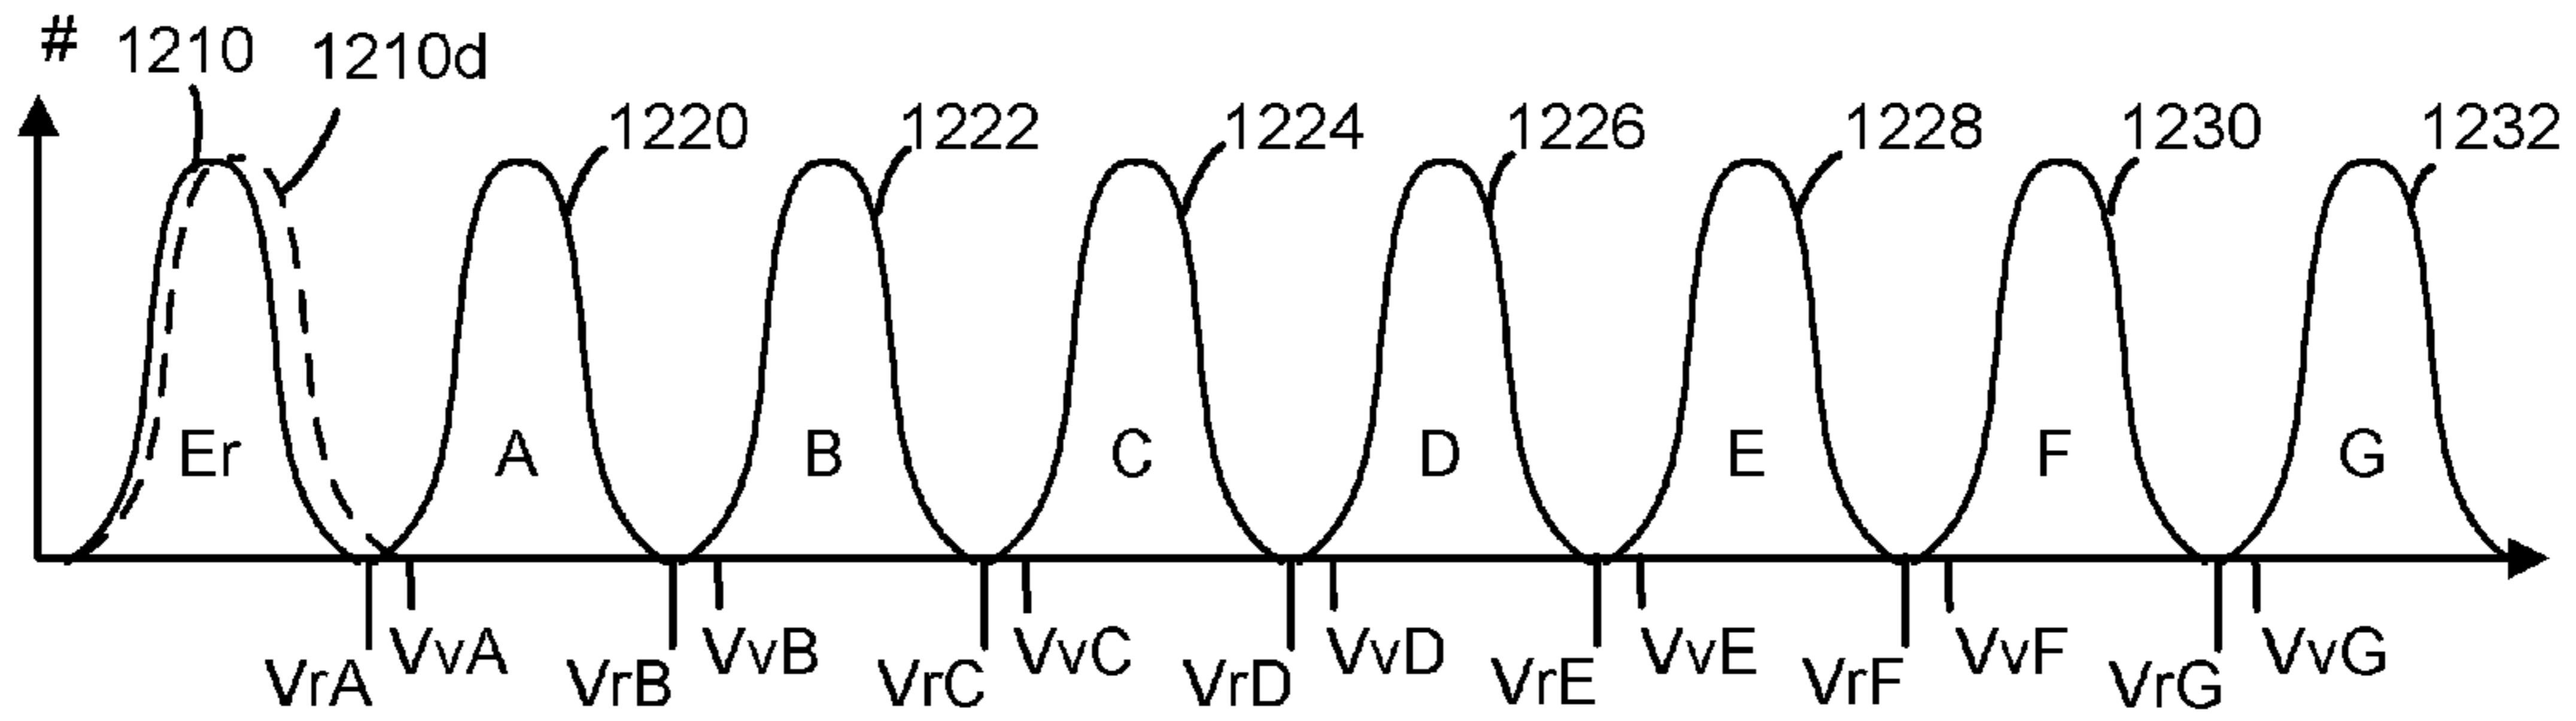 # 1210 1210d
1220 1222 1224 1226 1228 1230 1232
Er A B C D E F G
VvA VvB VvC VvD VvE VvF VvG
VrA VrB VrC VrD VrE VrF VrG